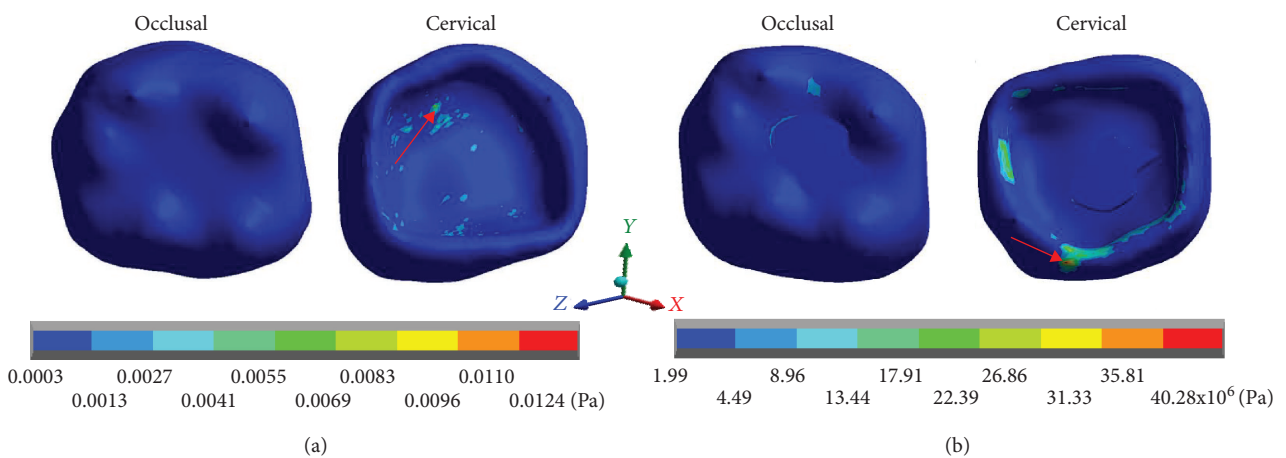 Occlusal Cervical Occlusal Cervical
Y
Z X
0.0003 0.0027 0.0055 0.0083 0.0110
0.0013 0.0041 0.0069 0.0096 0.0124 (Pa)
1.99 8.96 17.91 26.86 35.81
4.49 13.44 22.39 31.33 40.28x10⁶ (Pa)
(a) (b)